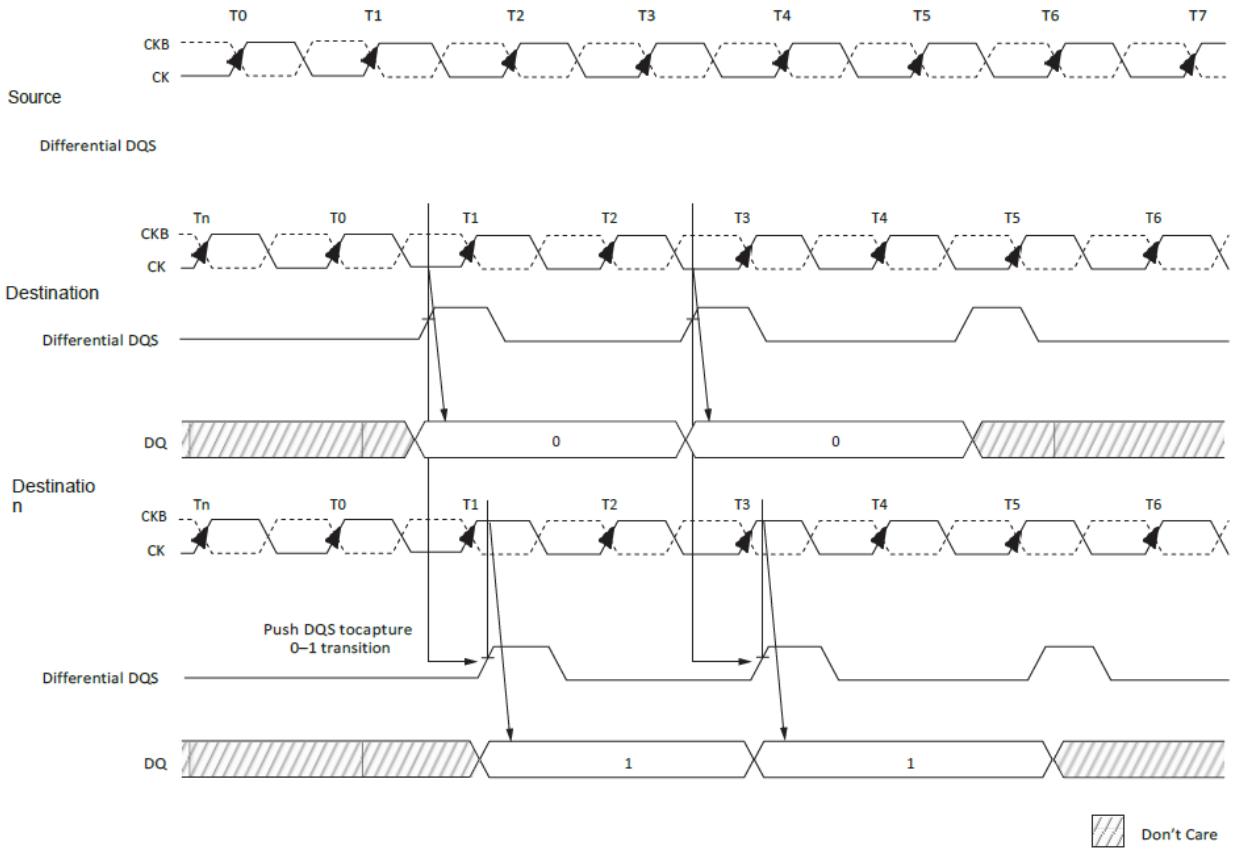 T0 T1 T2 T3 T4 T5 T6 T7
CKB
CK
Source
Differential DQS
Tn T0 T1 T2 T3 T4 T5 T6
CKB
CK
Destination
Differential DQS
DQ 0 0
Destinatio
n
Tn T0 T1 T2 T3 T4 T5 T6
CKB
CK
Push DQS tocapture
0–1 transition
Differential DQS
DQ 1 1
Don't Care